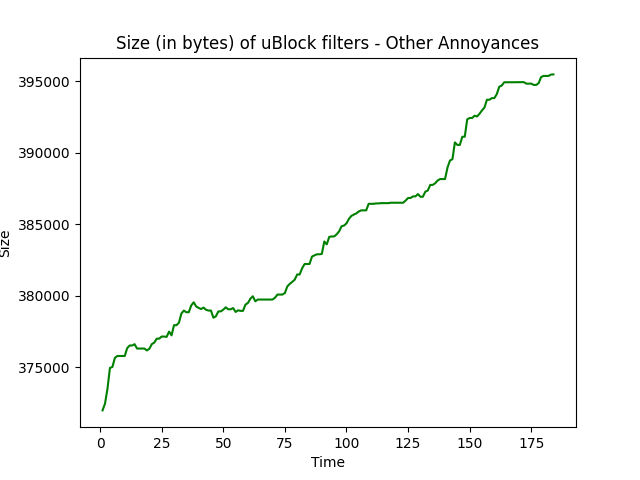 Size (in bytes) of uBlock filters - Other Annoyances
395000
390000
385000
380000
375000
Size
0 25 50 75 100 125 150 175
Time